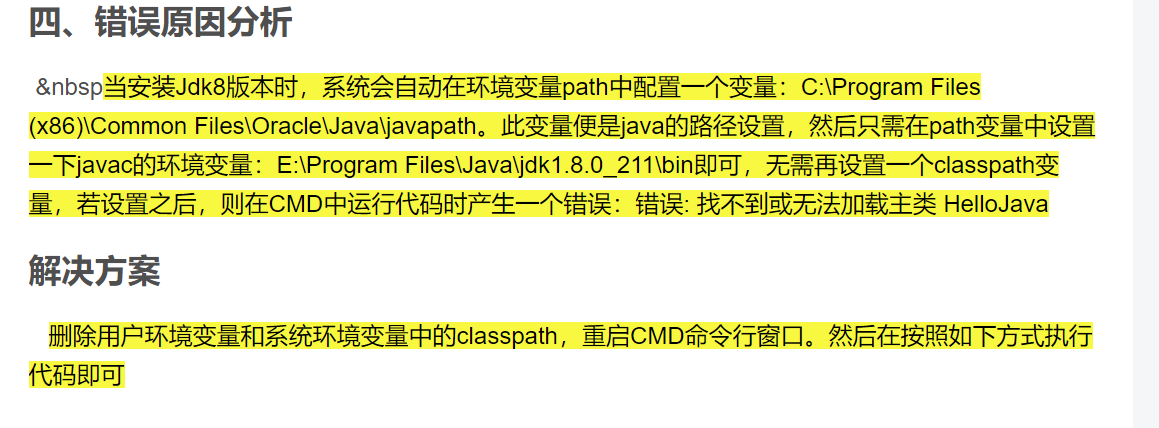 四、错误原因分析
&nbsp当安装Jdk8版本时，系统会自动在环境变量path中配置一个变量：C:\Program Files
(x86)\Common Files\Oracle\Java\javapath。此变量便是java的路径设置，然后只需在path变量中设置
一下javac的环境变量：E:\Program Files\Java\jdk1.8.0_211\bin即可，无需再设置一个classpath变
量，若设置之后，则在CMD中运行代码时产生一个错误：错误: 找不到或无法加载主类 HelloJava
解决方案
删除用户环境变量和系统环境变量中的classpath，重启CMD命令行窗口。然后在按照如下方式执行
代码即可